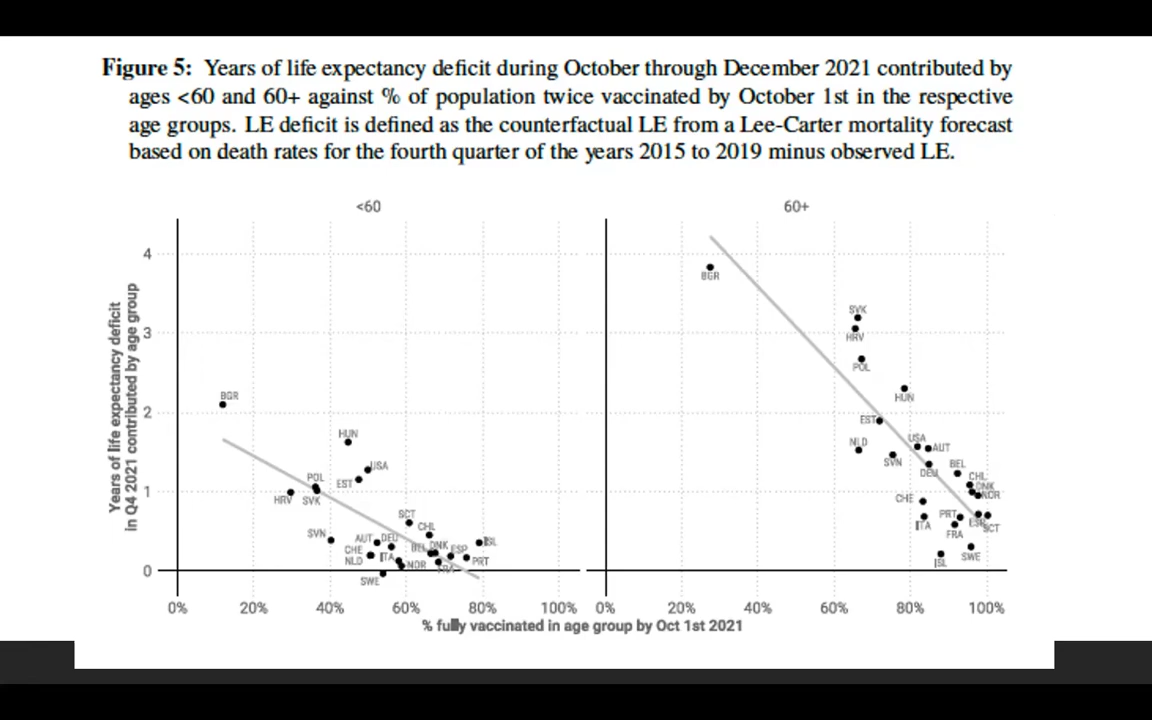 Figure 5: Years of life expectancy deficit during October through December 2021 contributed by
ages <60 and 60+ against % of population twice vaccinated by October 1st in the respective
age groups. LE deficit is defined as the counterfactual LE from a Lee-Carter mortality forecast
based on death rates for the fourth quarter of the years 2015 to 2019 minus observed LE.
<60
60+
Years of life expectancy deficit
in Q4 2021 contributed by age group
4
3
2
1
0
BGR
HUN
USA
EST
POL
HRV
SVK
SCT
CHL
SVN
AUT
DEU
CHE
NLD
ITA
BEL
DNK
ESP
ISL
NOR
PRT
SWE
BGR
SVK
HRV
POL
HUN
EST
NLD
USA
AUT
SVN
DEU
BEL
CHL
DNK
NOR
CHE
ITA
PRT
ESP
SCT
FRA
ISL
SWE
0%
20%
40%
60%
80%
100%
0%
20%
40%
60%
80%
100%
% fully vaccinated in age group by Oct 1st 2021